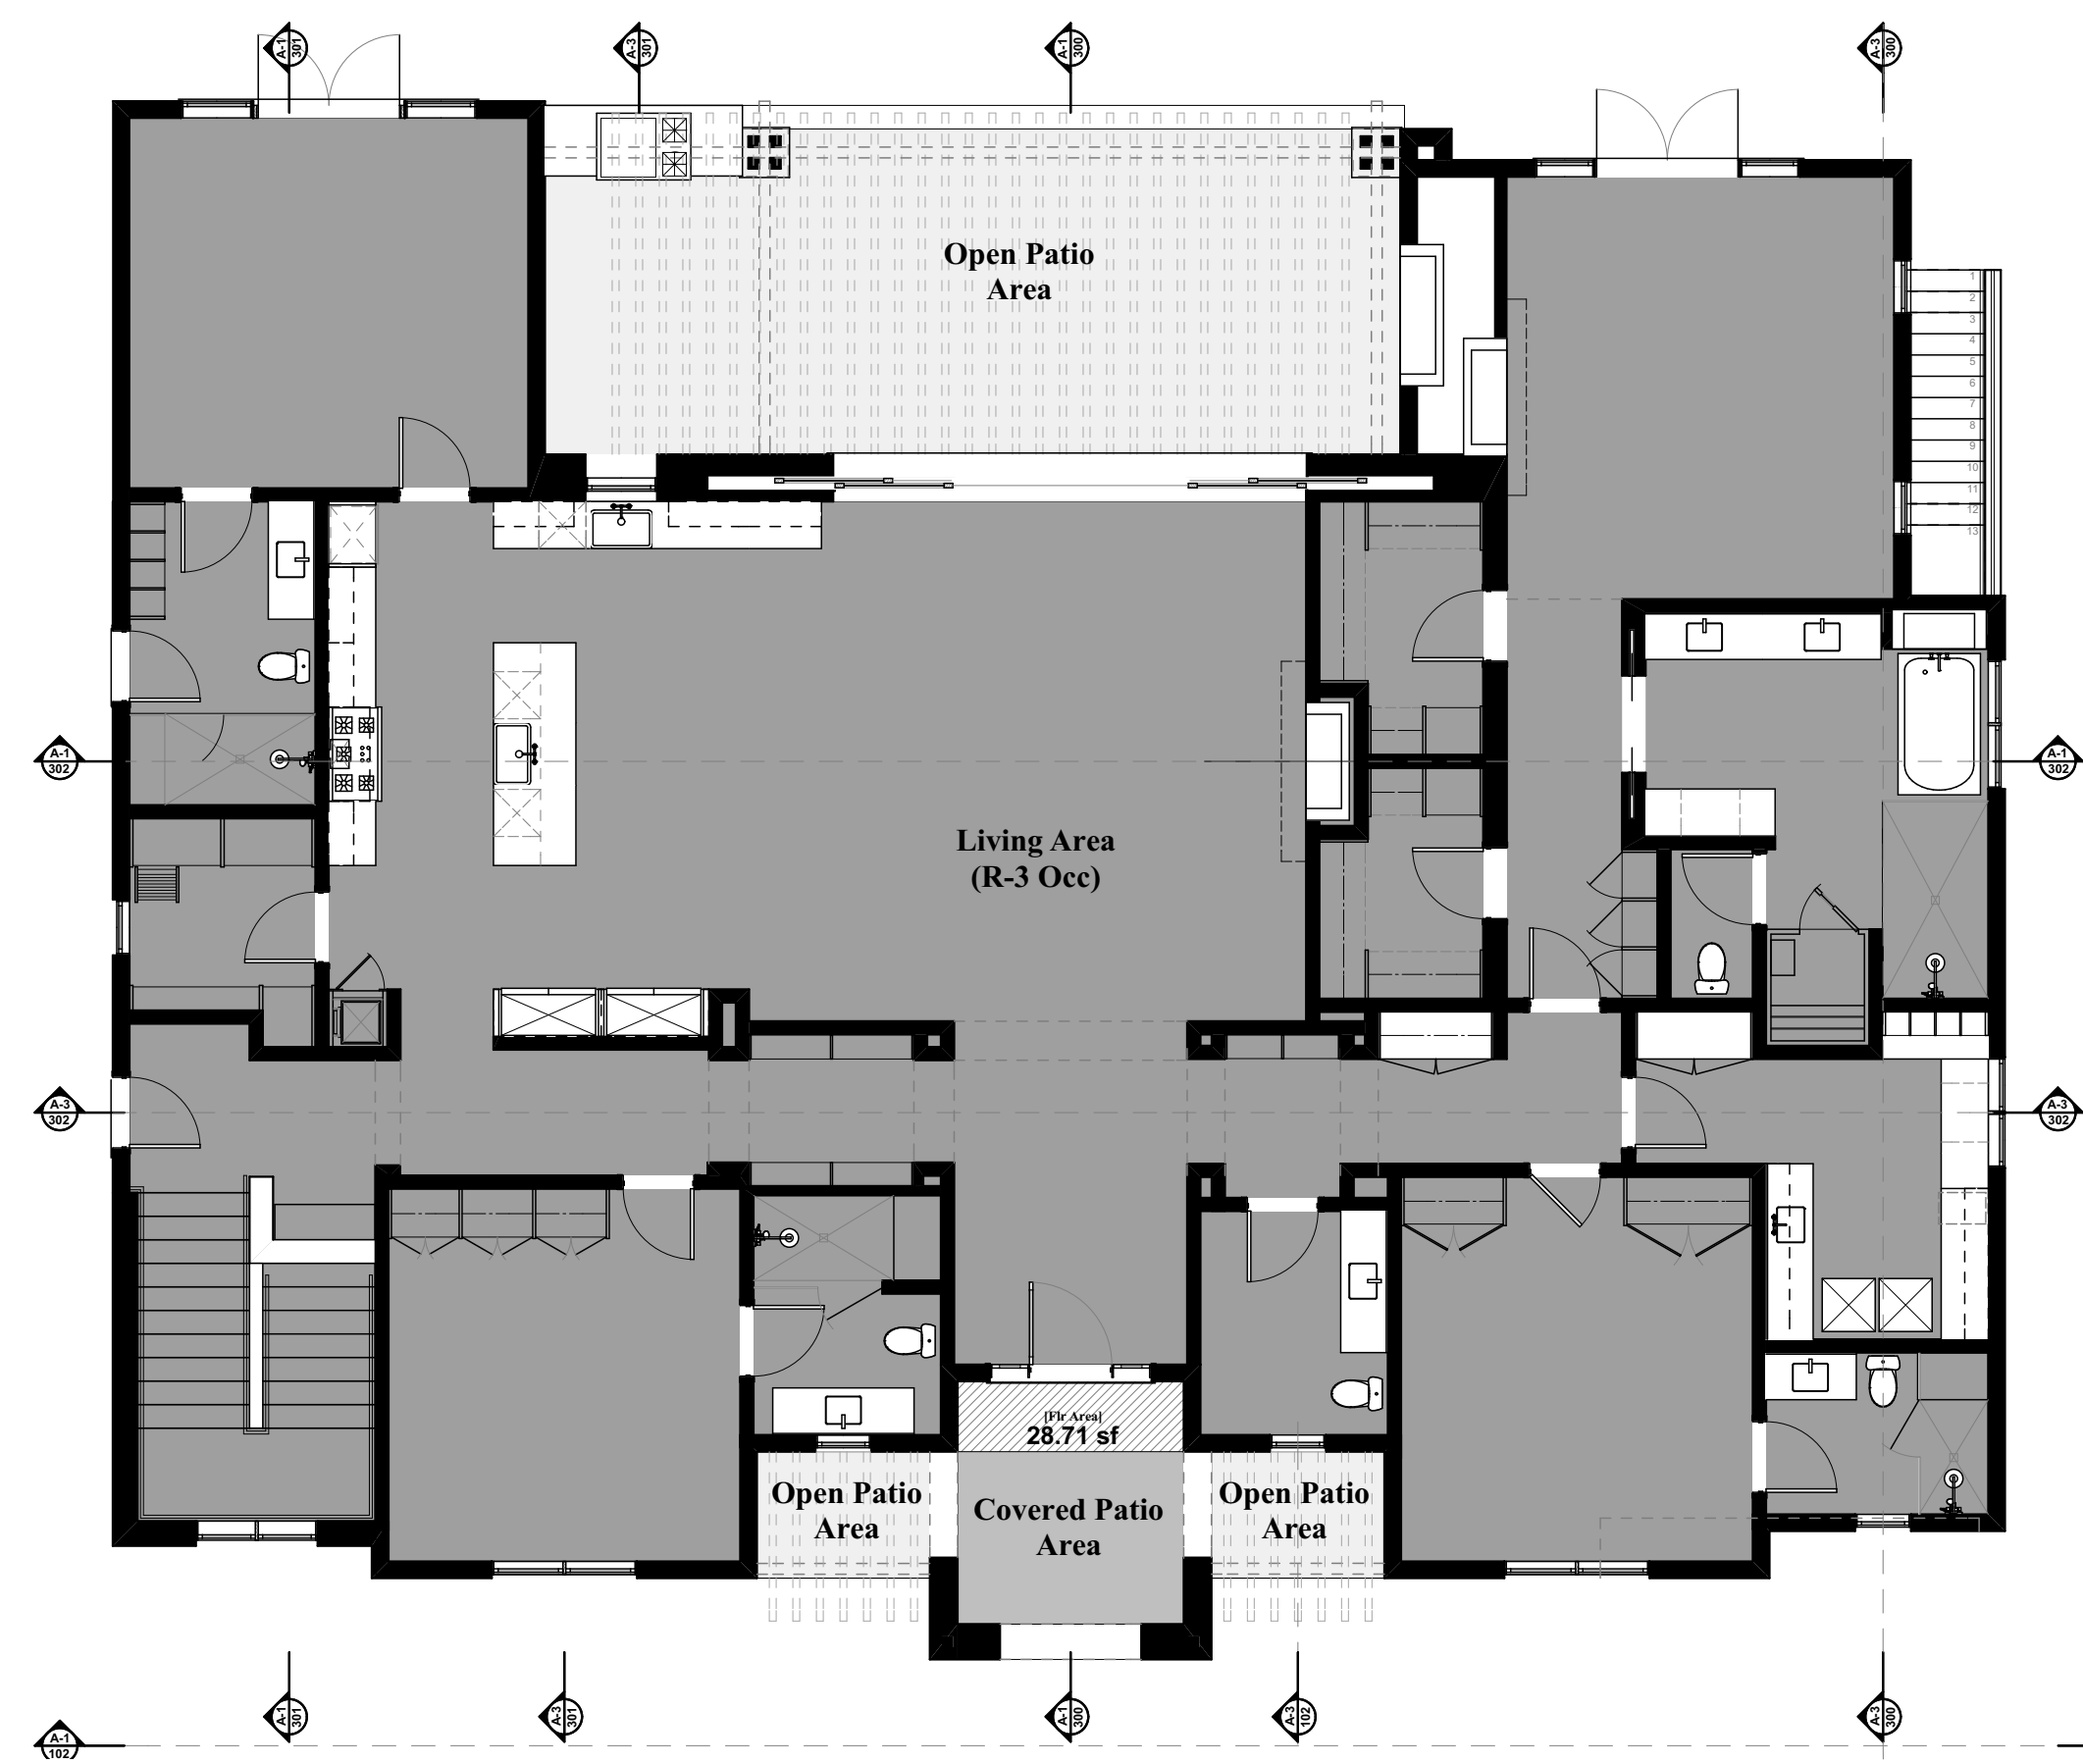 A-1
301
A-3
301
A-1
300
A-3
300
Open Patio
Area
1
2
3
4
5
6
7
8
9
10
11
12
13
A-1
302
A-1
302
Living Area
(R-3 Occ)
A-3
302
A-3
302
[Flr Area]
28.71 sf
Open Patio
Area
Covered Patio
Area
Open Patio
Area
A-1
301
A-3
301
A-1
300
A-3
102
A-3
300
A-1
102